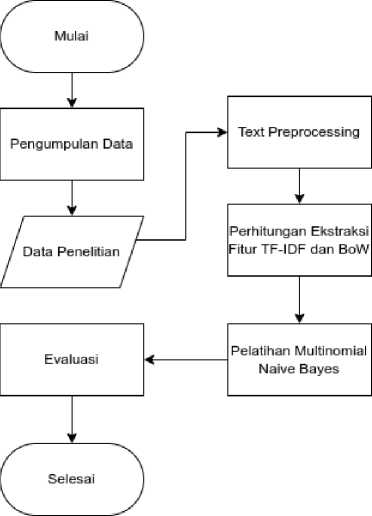 Mulai
Pengumpulan Data
Data Penelitian
Text Preprocessing
Perhitungan Ekstraksi
Fitur TF-IDF dan BoW
Pelatihan Multinomial
Naive Bayes
Evaluasi
Selesai